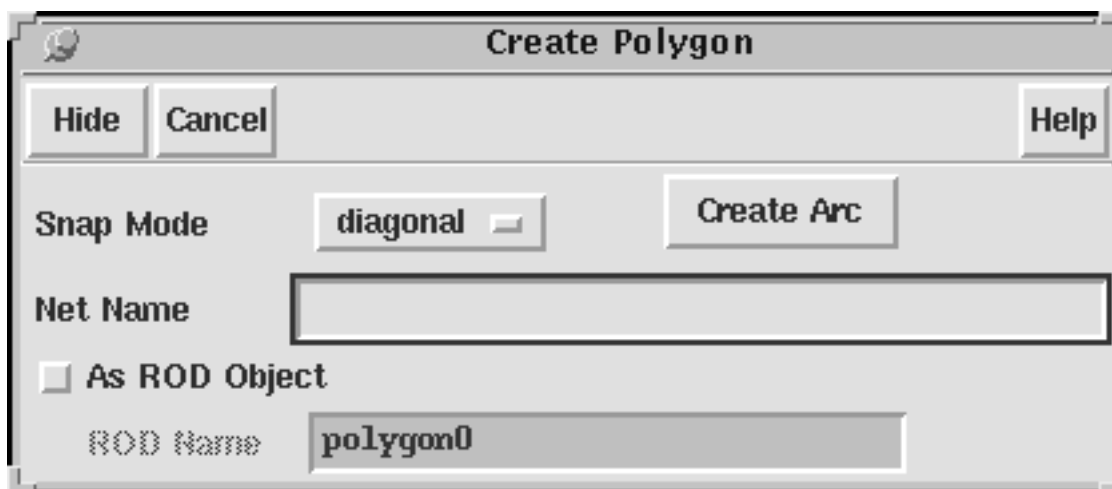 Create Polygon
Hide Cancel Help
Snap Mode diagonal Create Arc
Net Name
As ROD Object
ROD Name polygon0